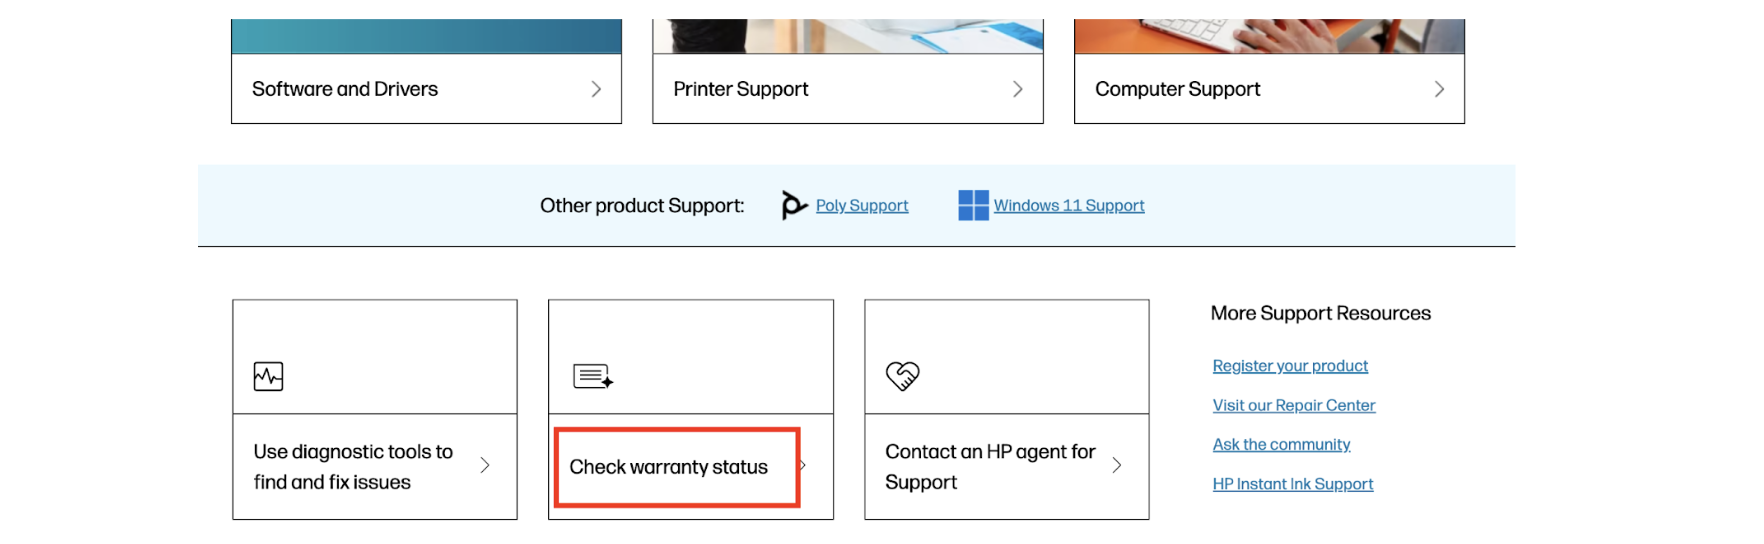 Software and Drivers
Printer Support
Computer Support
Other product Support:
Poly Support
Windows 11 Support
Use diagnostic tools to
find and fix issues
Check warranty status
Contact an HP agent for
Support
More Support Resources
Register your product
Visit our Repair Center
Ask the community
HP Instant Ink Support